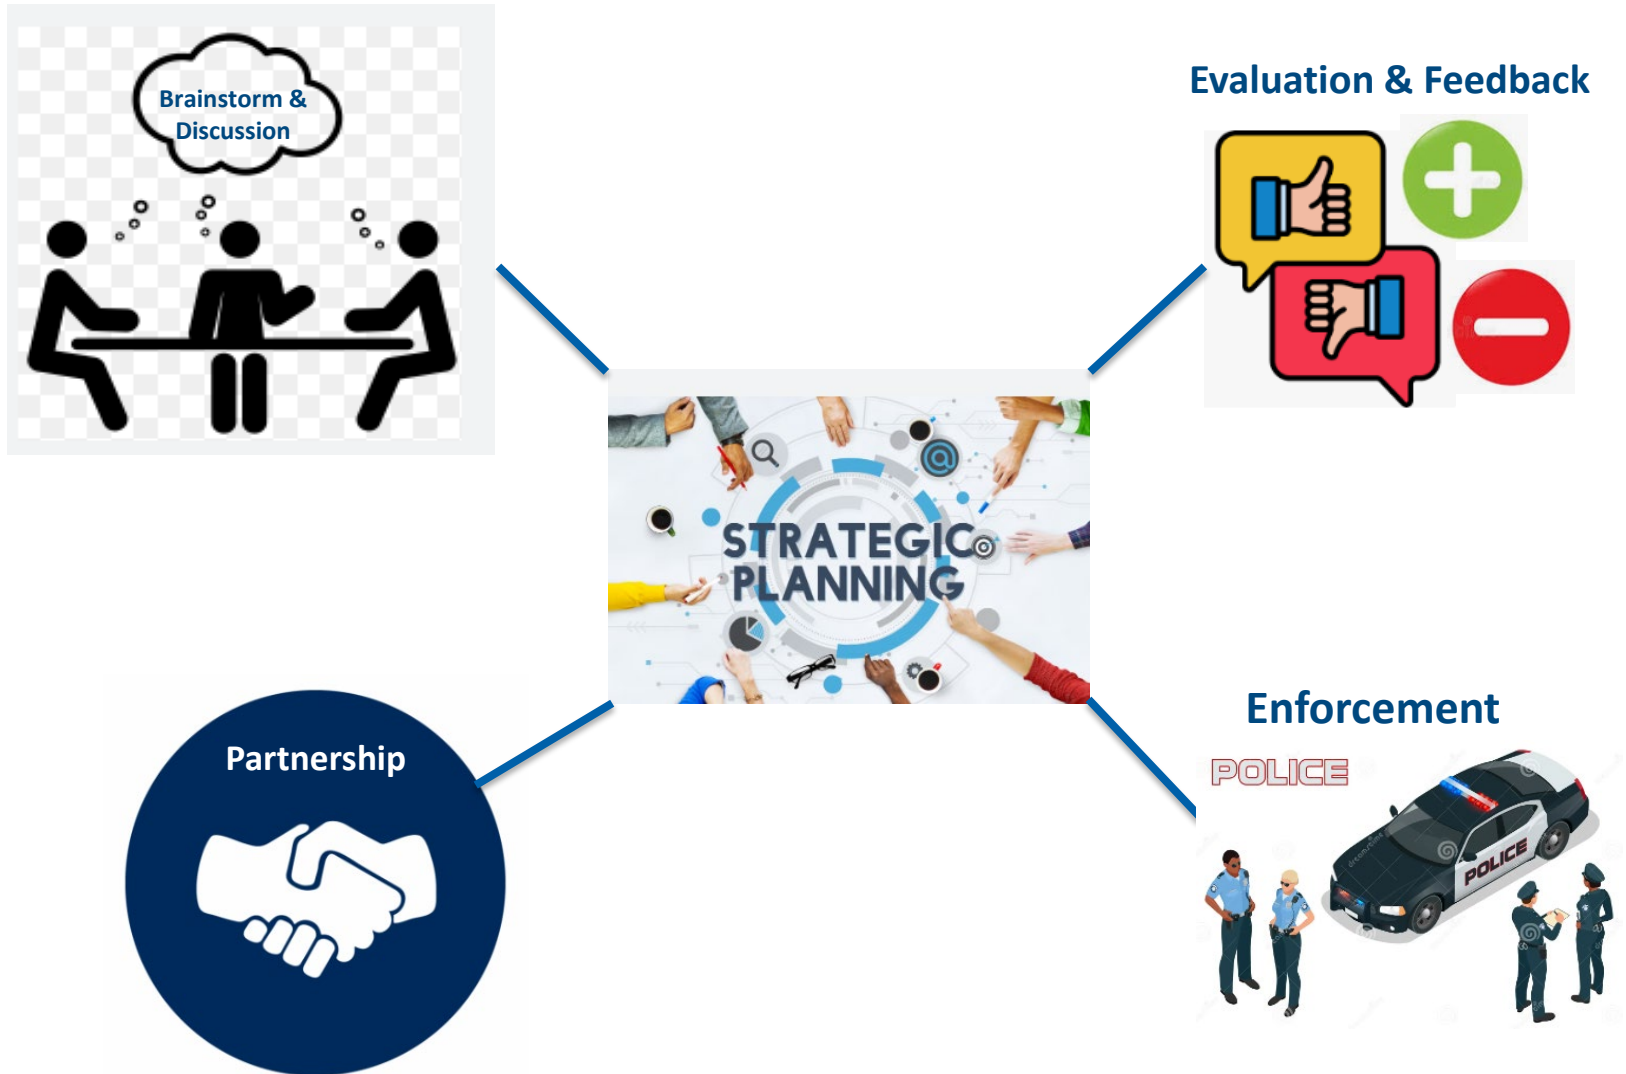 Brainstorm &
Discussion
Evaluation & Feedback
STRATEGIC
PLANNING
Partnership
Enforcement
POLICE
POLICE